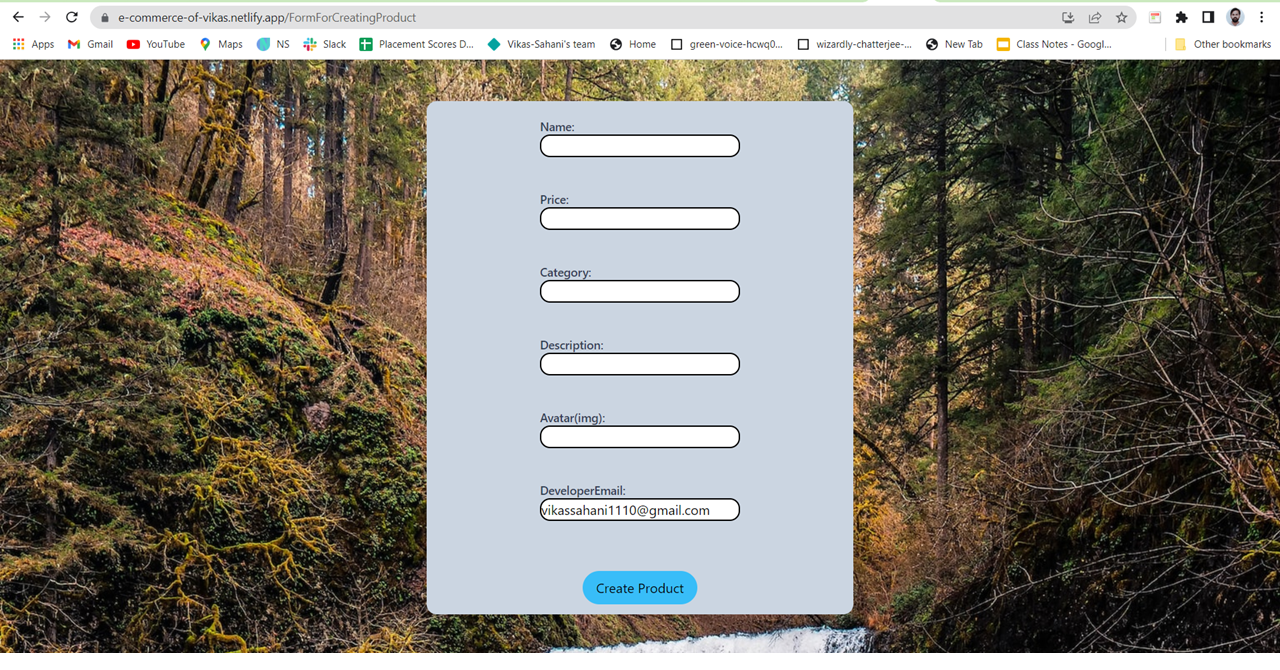 e-commerce-of-vikas.netlify.app/FormForCreatingProduct
Apps Gmail YouTube Maps NS Slack Placement Scores D... Vikas-Sahani's team Home green-voice-hcwq0... wizardly-chatterjee-... New Tab Class Notes - Googl... Other bookmarks
Name:
Price:
Category:
Description:
Avatar(img):
DeveloperEmail:
vikassahani1110@gmail.com
Create Product